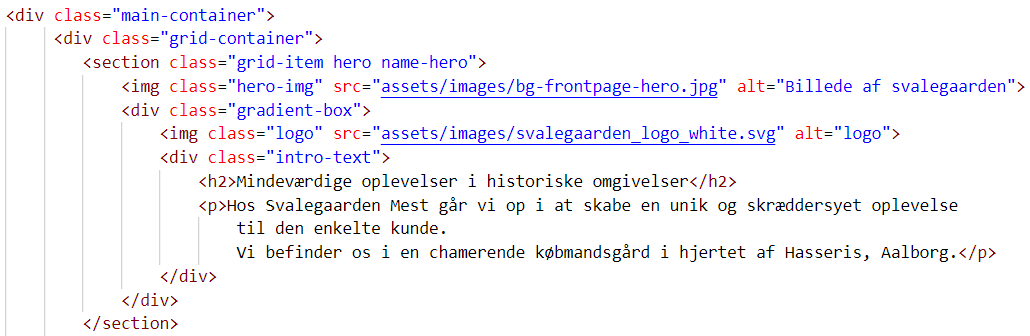 <div class="main-container">
<div class="grid-container">
<section class="grid-item hero name-hero">
<img class="hero-img" src="assets/images/bg-frontpage-hero.jpg" alt="Billede af svalegaarden">
<div class="gradient-box">
<img class="logo" src="assets/images/svalegaarden_logo_white.svg" alt="logo">
<div class="intro-text">
<h2>Mindeværdige oplevelser i historiske omgivelser</h2>
<p>Hos Svalegaarden Mest går vi op i at skabe en unik og skræddersyet oplevelse
til den enkelte kunde.
Vi befinder os i en chamerende købmandsgård i hjertet af Hasseris, Aalborg.</p>
</div>
</div>
</section>